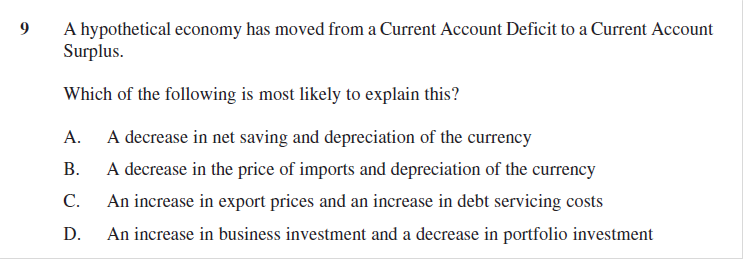 9 A hypothetical economy has moved from a Current Account Deficit to a Current Account
Surplus.
Which of the following is most likely to explain this?
A. A decrease in net saving and depreciation of the currency
B. A decrease in the price of imports and depreciation of the currency
C. An increase in export prices and an increase in debt servicing costs
D. An increase in business investment and a decrease in portfolio investment